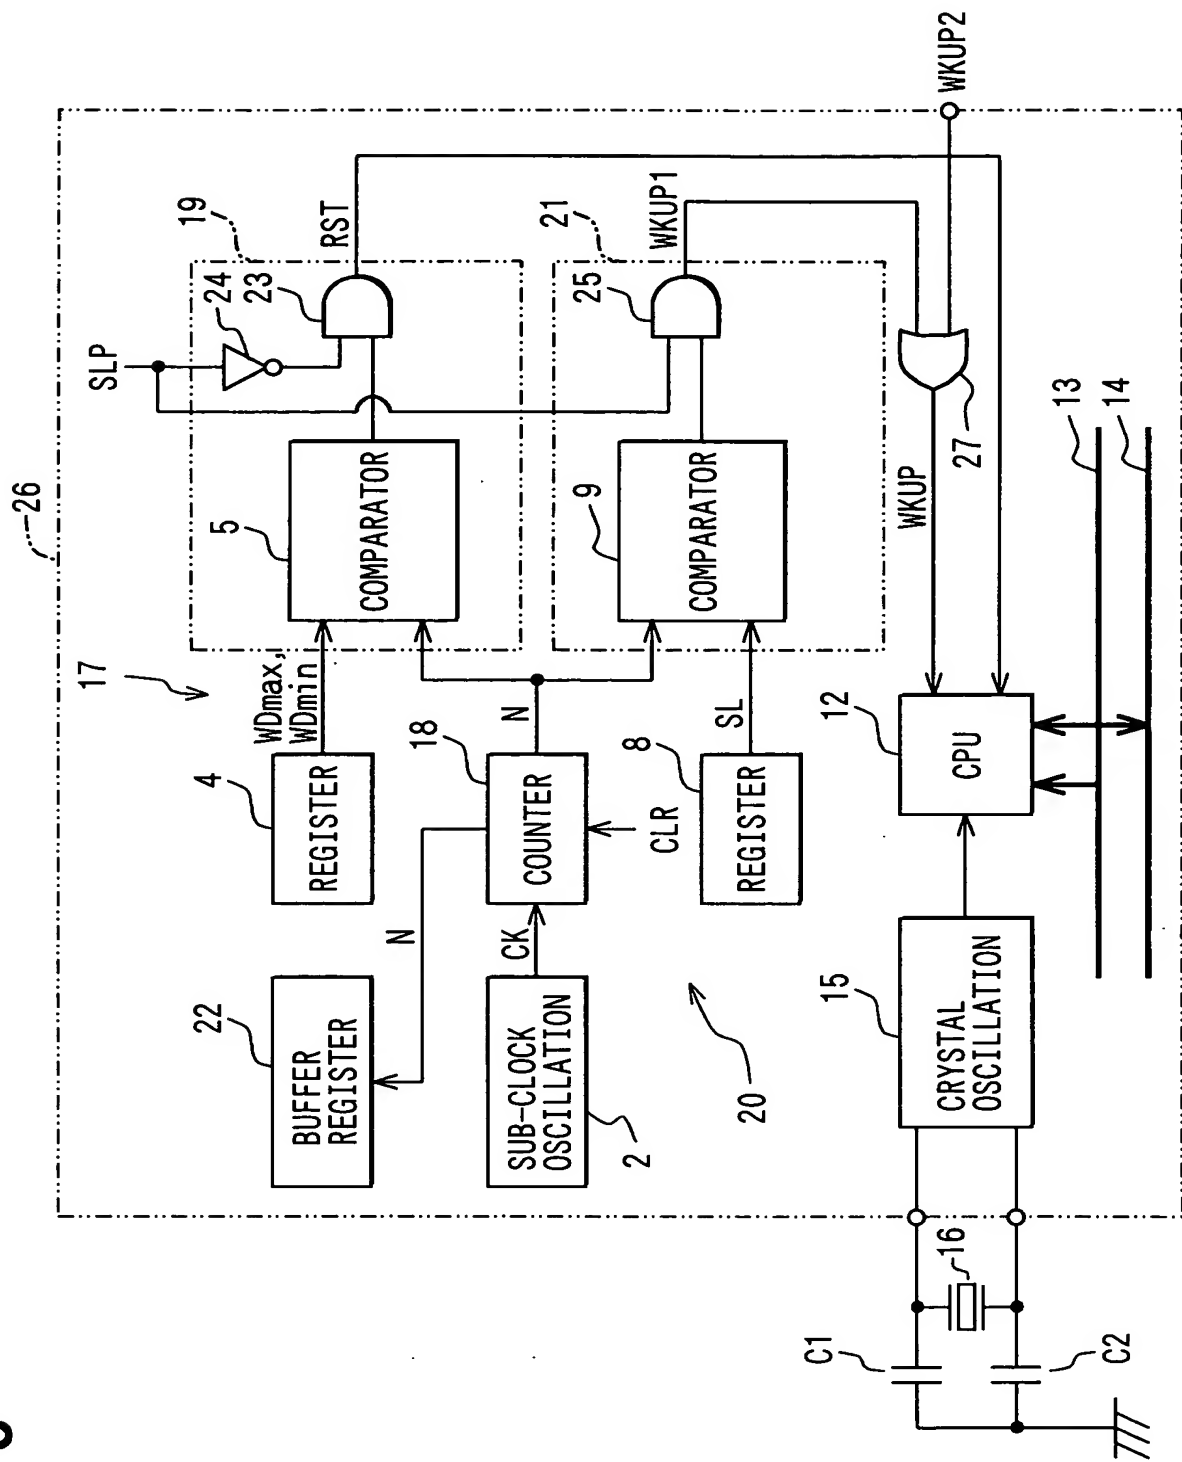 26
SLP
24
23
19
RST
17
5
COMPARATOR
WDmax,
WDmin
4
REGISTER
22
BUFFER
REGISTER
N
18
COUNTER
N
CK
CLR
SUB-CLOCK
OSCILLATION
2
21
25
WKUP1
9
COMPARATOR
SL
8
REGISTER
20
WKUP2
27
WKUP
12
CPU
13
14
15
CRYSTAL
OSCILLATION
16
C1
C2